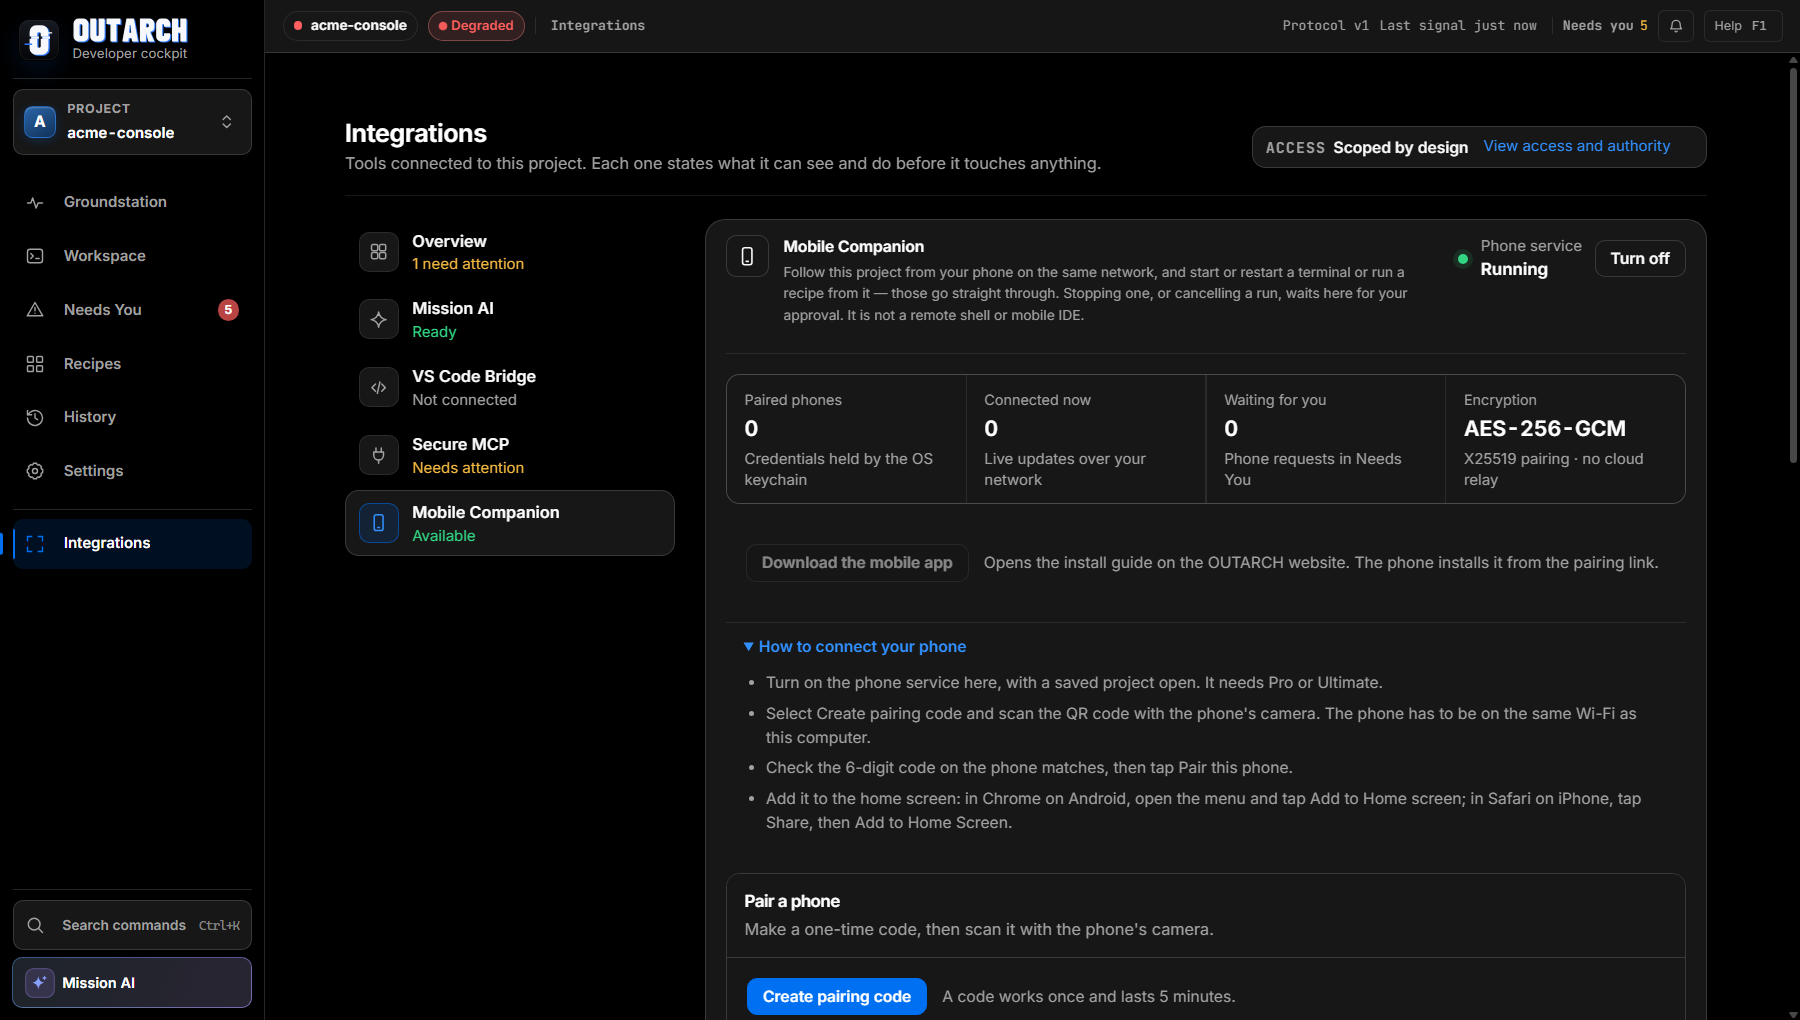 OUTARCH
Developer cockpit
PROJECT
A
acme-console
Groundstation
Workspace
Needs You
5
Recipes
History
Settings
Integrations
Search commands
Ctrl+K
Mission AI
acme-console
Degraded
Integrations
Protocol v1
Last signal just now
Needs you 5
Help F1
Integrations
Tools connected to this project. Each one states what it can see and do before it touches anything.
ACCESS Scoped by design View access and authority
Overview
1 need attention
Mission AI
Ready
VS Code Bridge
Not connected
Secure MCP
Needs attention
Mobile Companion
Available
Mobile Companion
Follow this project from your phone on the same network, and start or restart a terminal or run a
recipe from it — those go straight through. Stopping one, or cancelling a run, waits here for your
approval. It is not a remote shell or mobile IDE.
Phone service
Running
Turn off
Paired phones
0
Credentials held by the OS
keychain
Connected now
0
Live updates over your
network
Waiting for you
0
Phone requests in Needs
You
Encryption
AES-256-GCM
X25519 pairing · no cloud
relay
Download the mobile app
Opens the install guide on the OUTARCH website. The phone installs it from the pairing link.
▼ How to connect your phone
• Turn on the phone service here, with a saved project open. It needs Pro or Ultimate.
• Select Create pairing code and scan the QR code with the phone's camera. The phone has to be on the same Wi-Fi as
this computer.
• Check the 6-digit code on the phone matches, then tap Pair this phone.
• Add it to the home screen: in Chrome on Android, open the menu and tap Add to Home screen; in Safari on iPhone, tap
Share, then Add to Home Screen.
Pair a phone
Make a one-time code, then scan it with the phone's camera.
Create pairing code
A code works once and lasts 5 minutes.